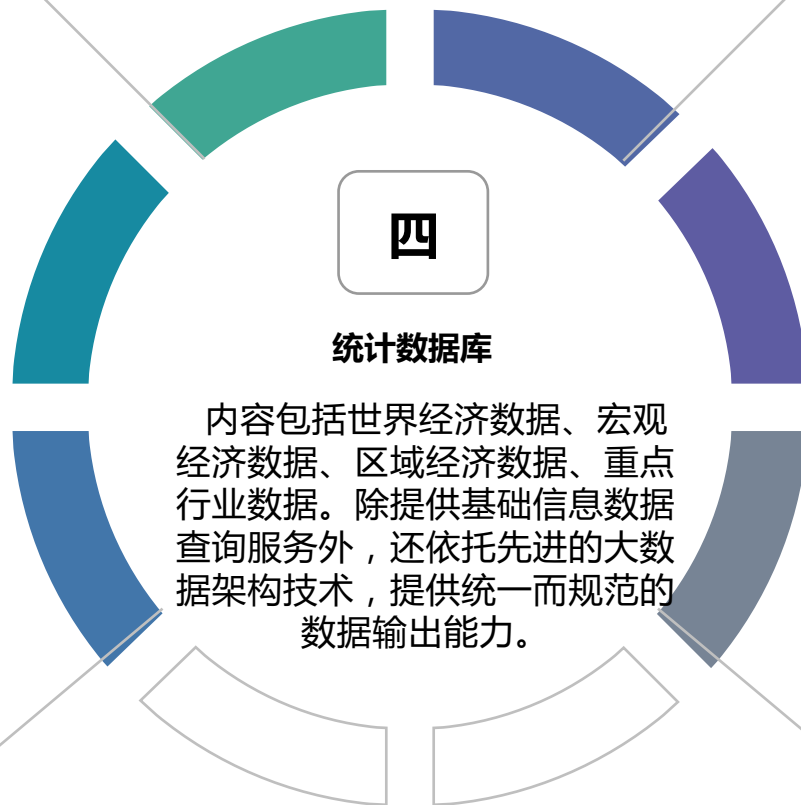 四
统计数据库
内容包括世界经济数据、宏观
经济数据、区域经济数据、重点
行业数据。除提供基础信息数据
查询服务外，还依托先进的大数
据架构技术，提供统一而规范的
数据输出能力。